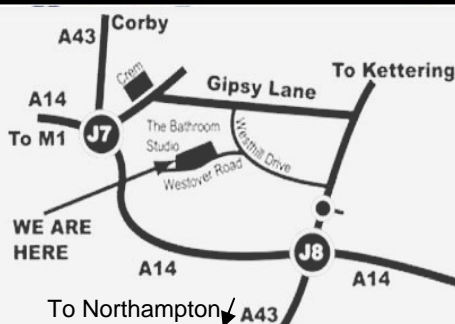 Corby
A43
Crem
To Kettering
Gipsy Lane
A14
To M1
J7
The Bathroom
Studio
Westhill Drive
Westover Road
WE ARE
HERE
J8
A14
A14
To Northampton
A43